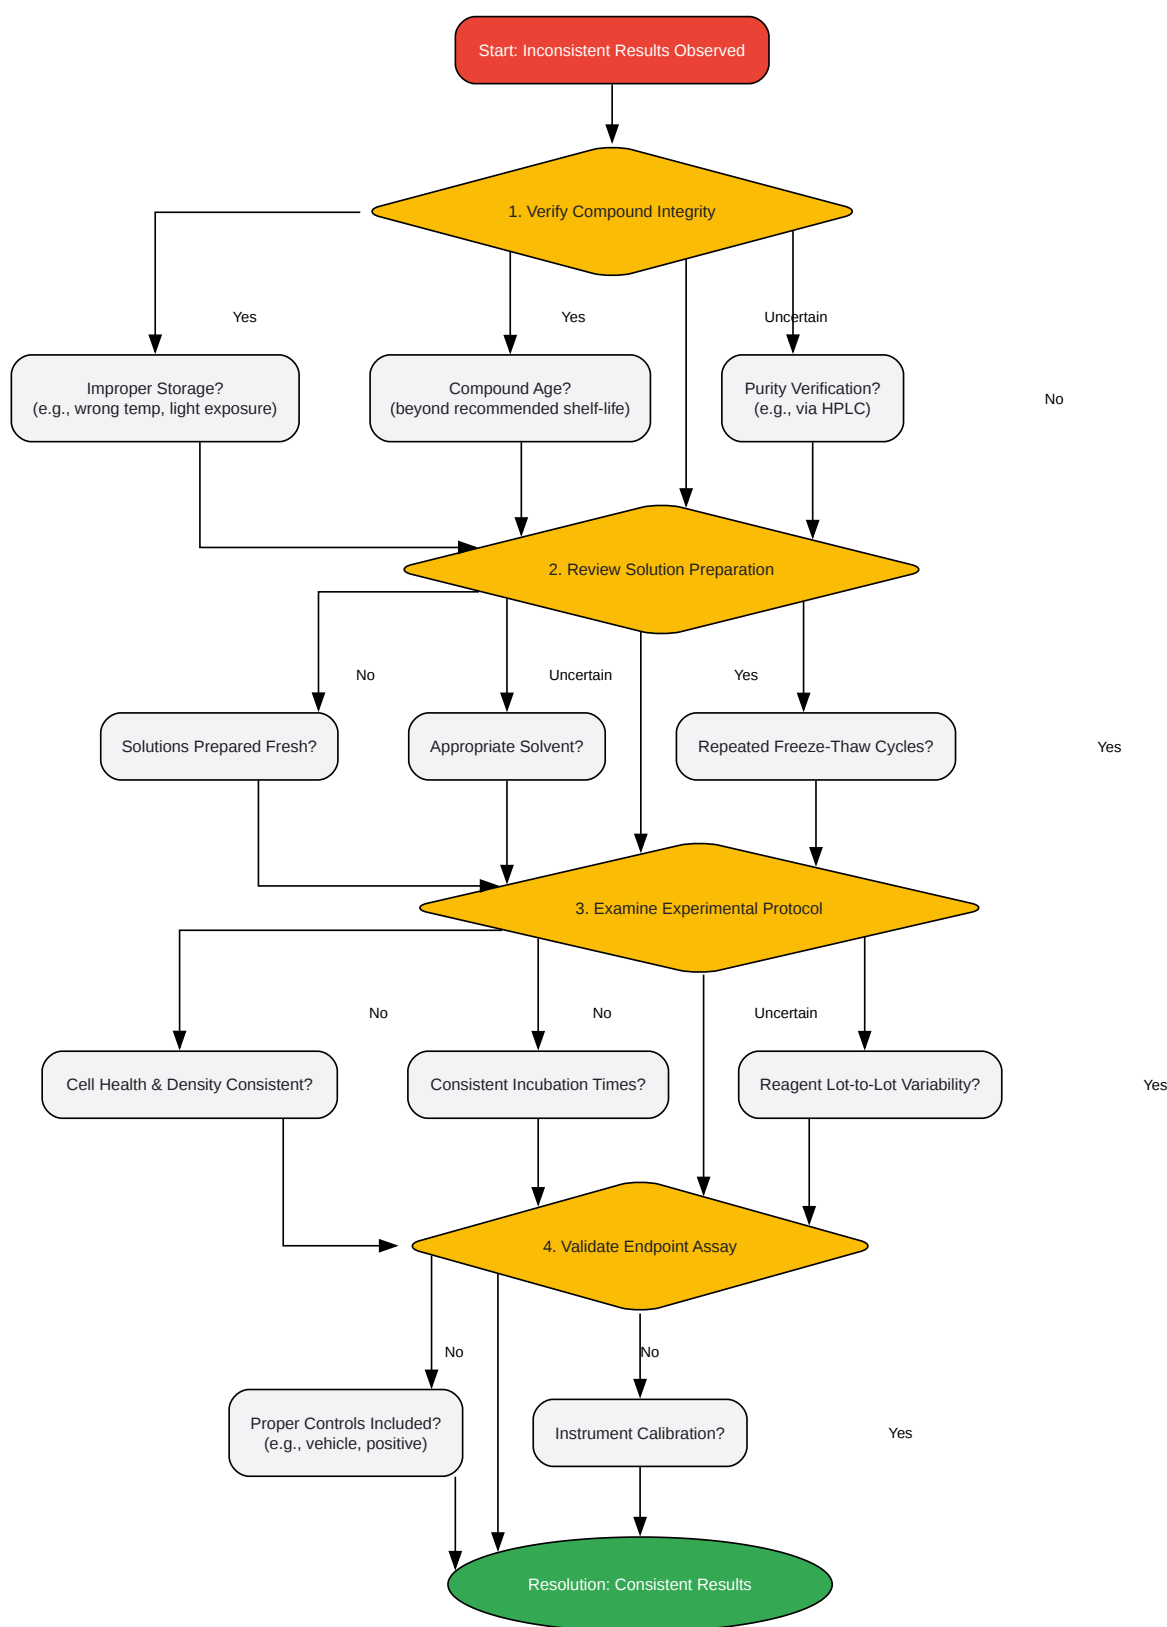 Start: Inconsistent Results Observed
1. Verify Compound Integrity
Yes
Yes
Uncertain
Improper Storage?
(e.g., wrong temp, light exposure)
Compound Age?
(beyond recommended shelf-life)
Purity Verification?
(e.g., via HPLC)
No
2. Review Solution Preparation
No
Uncertain
Yes
Solutions Prepared Fresh?
Appropriate Solvent?
Repeated Freeze-Thaw Cycles?
Yes
3. Examine Experimental Protocol
No
No
Uncertain
Cell Health & Density Consistent?
Consistent Incubation Times?
Reagent Lot-to-Lot Variability?
Yes
4. Validate Endpoint Assay
No
No
Proper Controls Included?
(e.g., vehicle, positive)
Instrument Calibration?
Yes
Resolution: Consistent Results